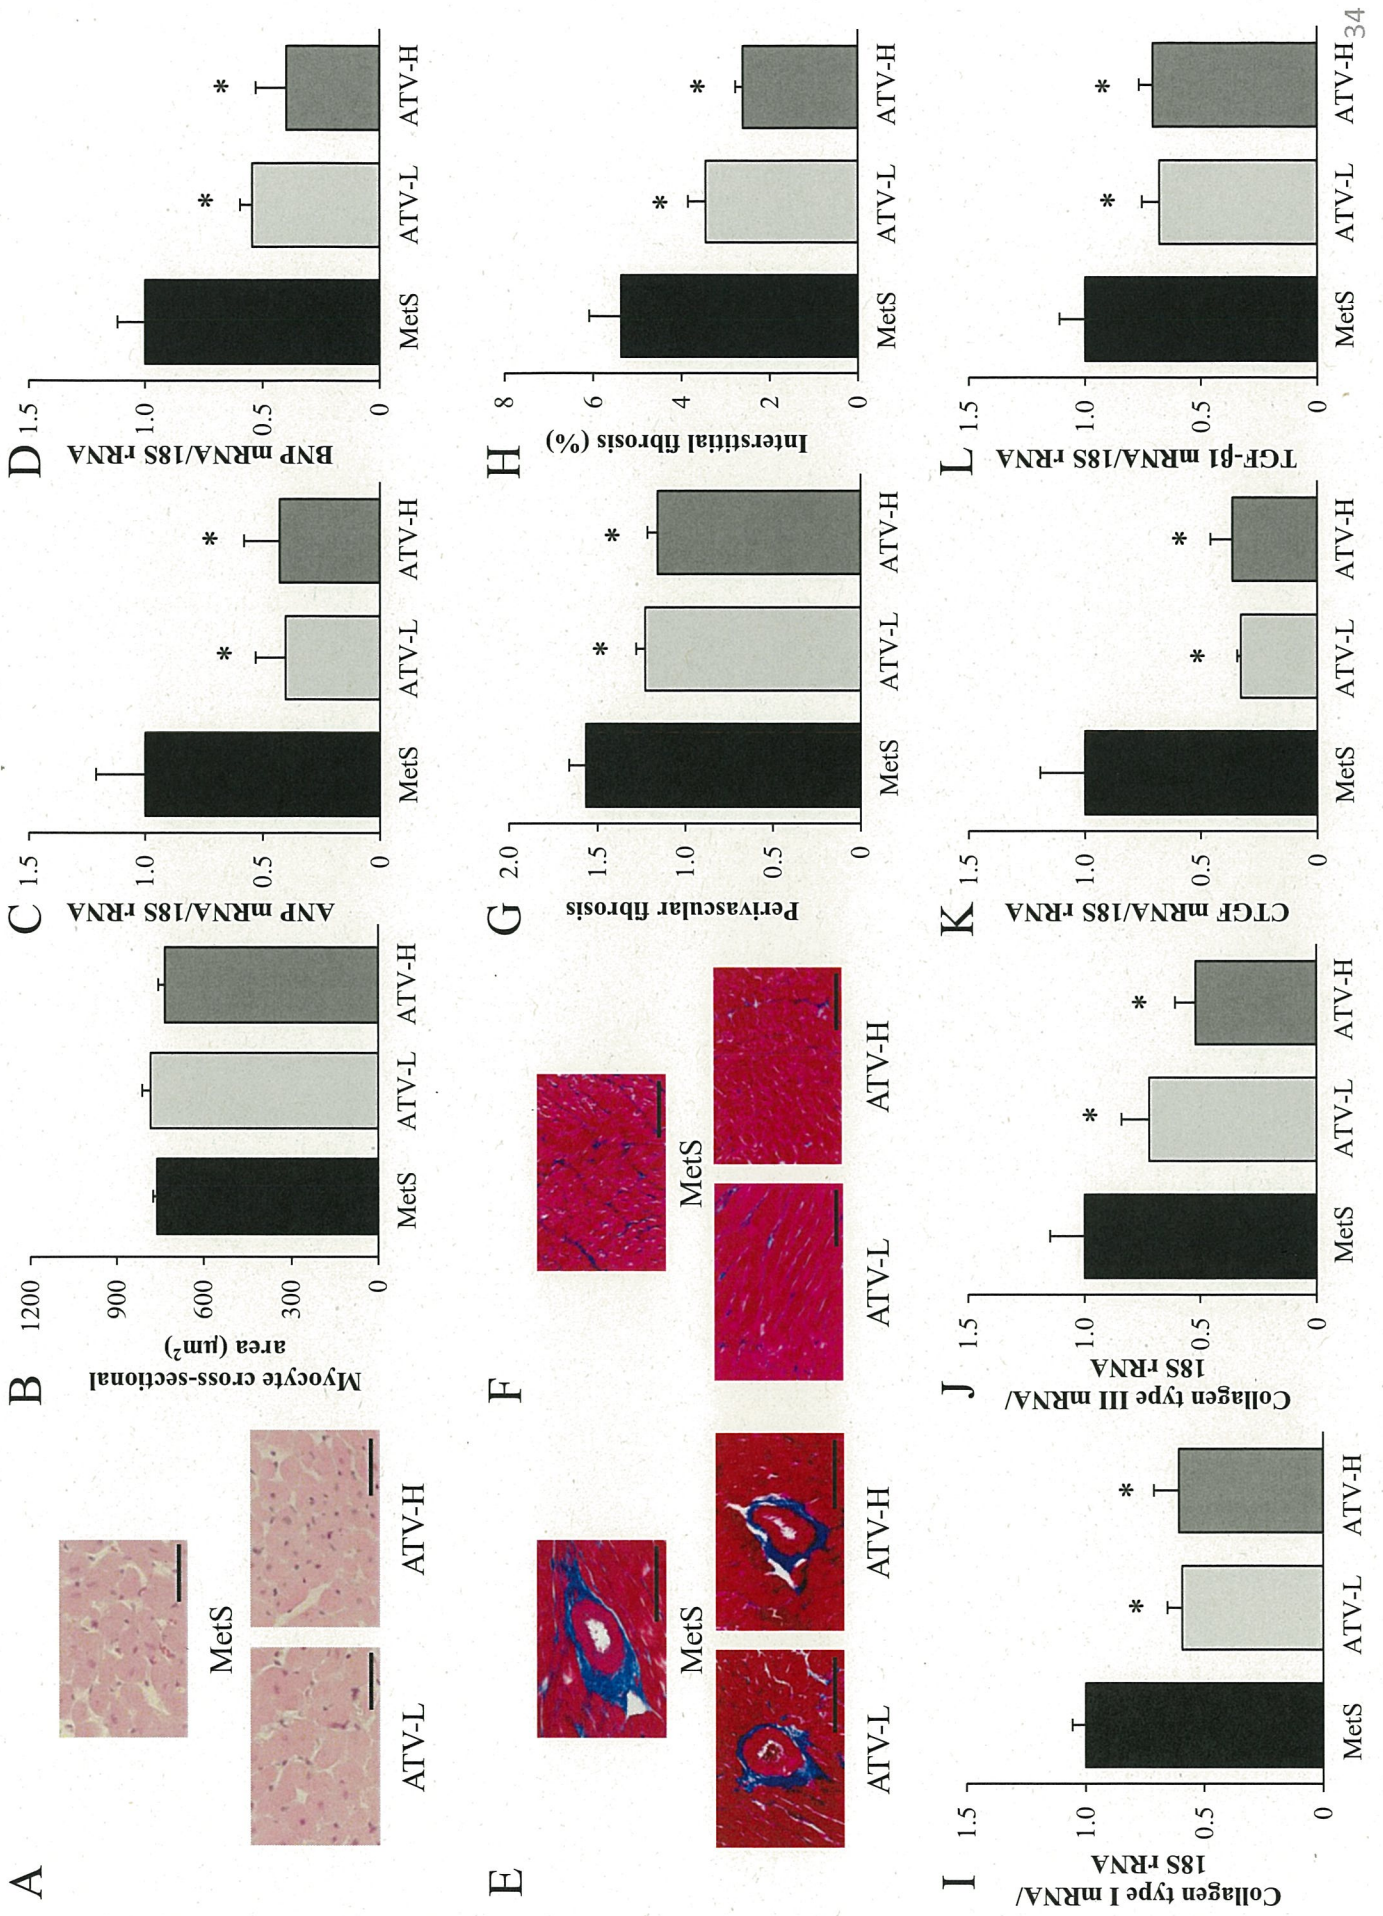 A
MetS
ATV-L
ATV-H
B
Myocyte cross-sectional
area (μm²)
1200
900
600
300
0
MetS
ATV-L
ATV-H
C
ANP mRNA/18S rRNA
1.5
1.0
0.5
0
*
*
MetS
ATV-L
ATV-H
D
BNP mRNA/18S rRNA
1.5
1.0
0.5
0
*
*
MetS
ATV-L
ATV-H
E
MetS
ATV-L
ATV-H
F
MetS
ATV-L
ATV-H
G
Perivascular fibrosis
2.0
1.5
1.0
0.5
0
*
*
MetS
ATV-L
ATV-H
H
Interstitial fibrosis (%)
8
6
4
2
0
*
*
MetS
ATV-L
ATV-H
I
Collagen type I mRNA/
18S rRNA
1.5
1.0
0.5
0
*
*
MetS
ATV-L
ATV-H
J
Collagen type III mRNA/
18S rRNA
1.5
1.0
0.5
0
*
*
MetS
ATV-L
ATV-H
K
CTGF mRNA/18S rRNA
1.5
1.0
0.5
0
*
*
MetS
ATV-L
ATV-H
L
TGF-β1 mRNA/18S rRNA
1.5
1.0
0.5
0
*
*
MetS
ATV-L
ATV-H
34